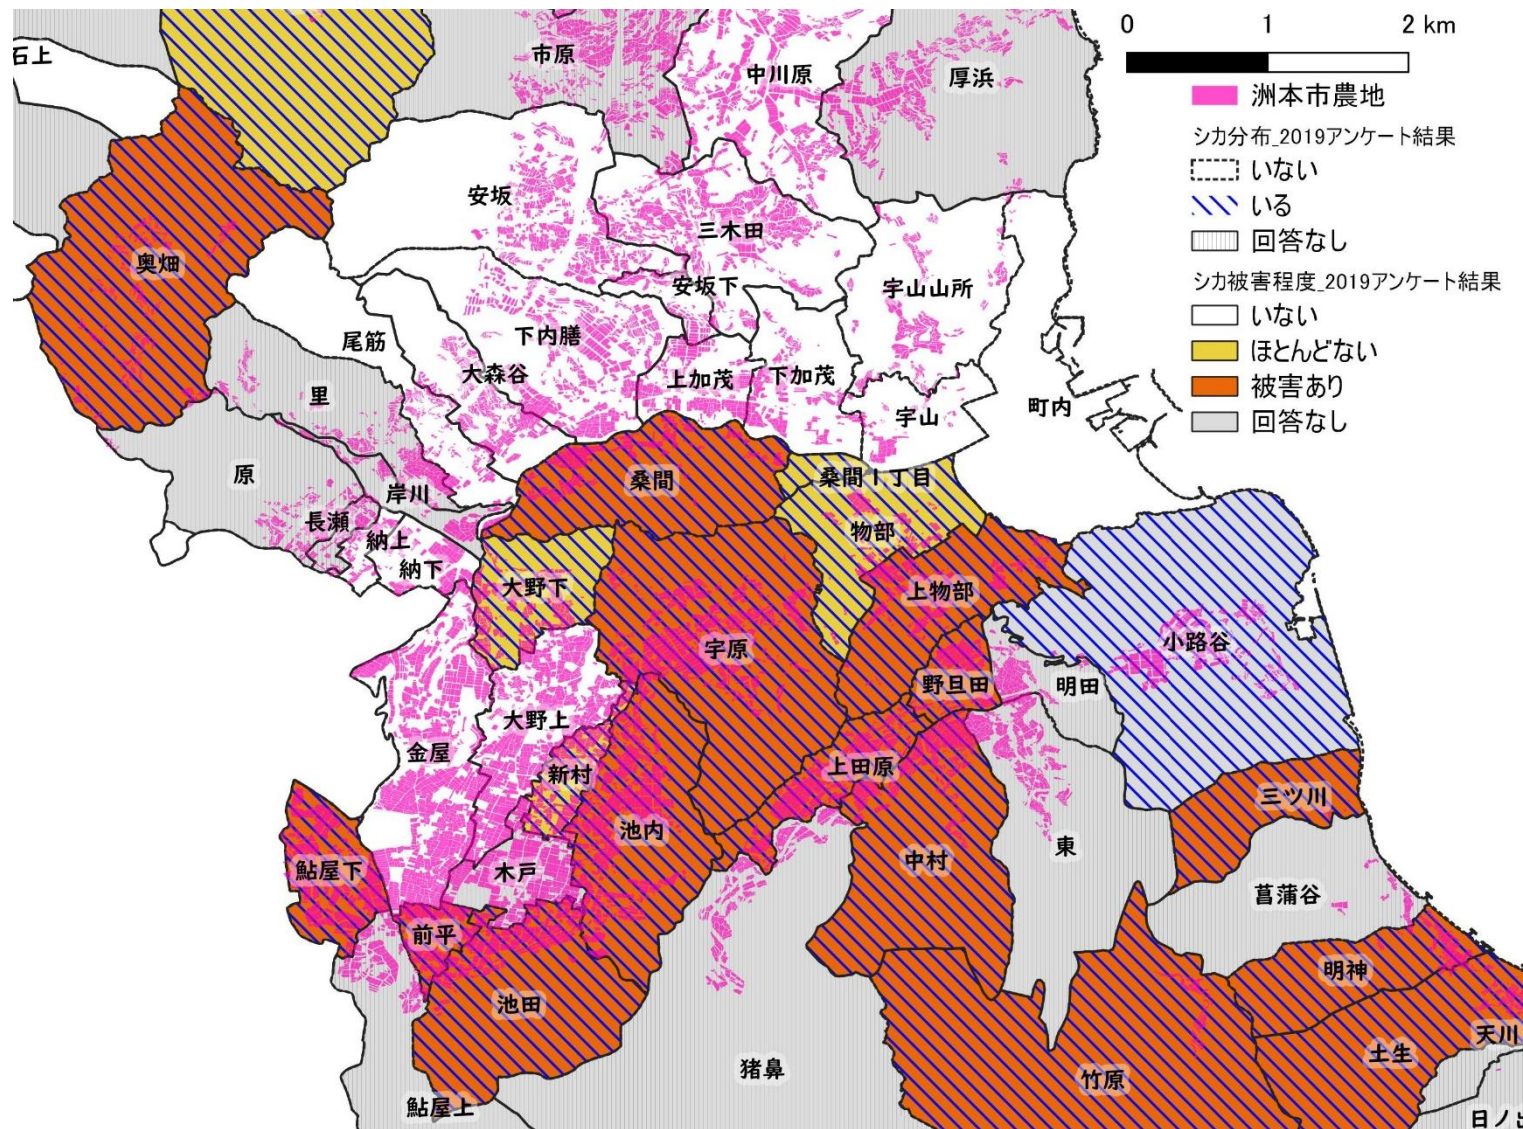 0 1 2 km
洲本市農地
シカ分布_2019アンケート結果
いない
いる
回答なし
シカ被害程度_2019アンケート結果
いない
ほとんどない
被害あり
回答なし
石上
市原
中川原
厚浜
安坂
三木田
奥畑
安坂下
宇山山所
尾筋
下内膳
大森谷
上加茂
下加茂
里
宇山
町内
原
岸川
桑間
桑間1丁目
長瀬
納上
物部
納下
大野下
上物部
宇原
小路谷
野旦田
明田
大野上
金屋
新村
上田原
三ツ川
池内
中村
東
鮎屋下
木戸
菖蒲谷
前平
明神
池田
天川
土生
猪鼻
竹原
鮎屋上
日ノ出